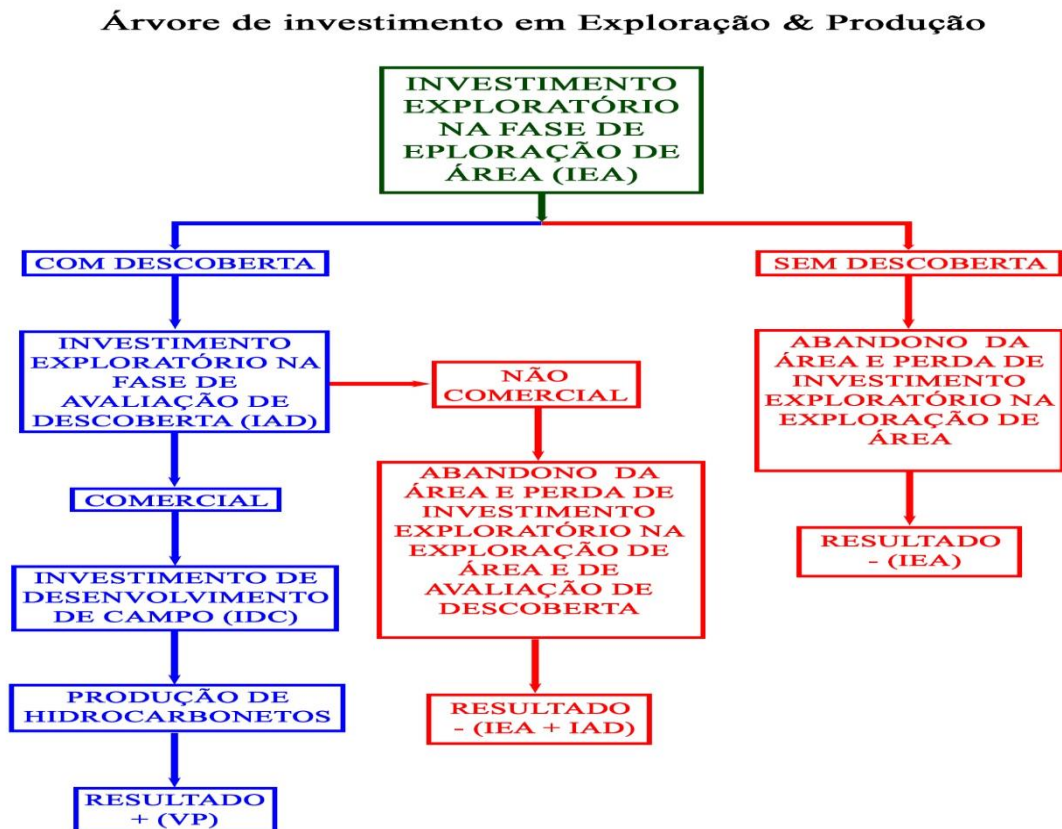 Árvore de investimento em Exploração & Produção
INVESTIMENTO
EXPLORATÓRIO
NA FASE DE
EPLORAÇÃO DE
ÁREA (IEA)
COM DESCOBERTA
SEM DESCOBERTA
INVESTIMENTO
EXPLORATÓRIO NA
FASE DE
AVALIAÇÃO DE
DESCOBERTA (IAD)
NÃO
COMERCIAL
ABANDONO DA
ÁREA E PERDA DE
INVESTIMENTO
EXPLORATÓRIO NA
EXPLORAÇÃO DE
ÁREA
COMERCIAL
ABANDONO DA
ÁREA E PERDA DE
INVESTIMENTO
EXPLORATÓRIO NA
EXPLORAÇÃO DE
ÁREA E DE
AVALIAÇÃO DE
DESCOBERTA
RESULTADO
- (IEA)
INVESTIMENTO DE
DESENVOLVIMENTO
DE CAMPO (IDC)
PRODUÇÃO DE
HIDROCARBONETOS
RESULTADO
- (IEA + IAD)
RESULTADO
+ (VP)